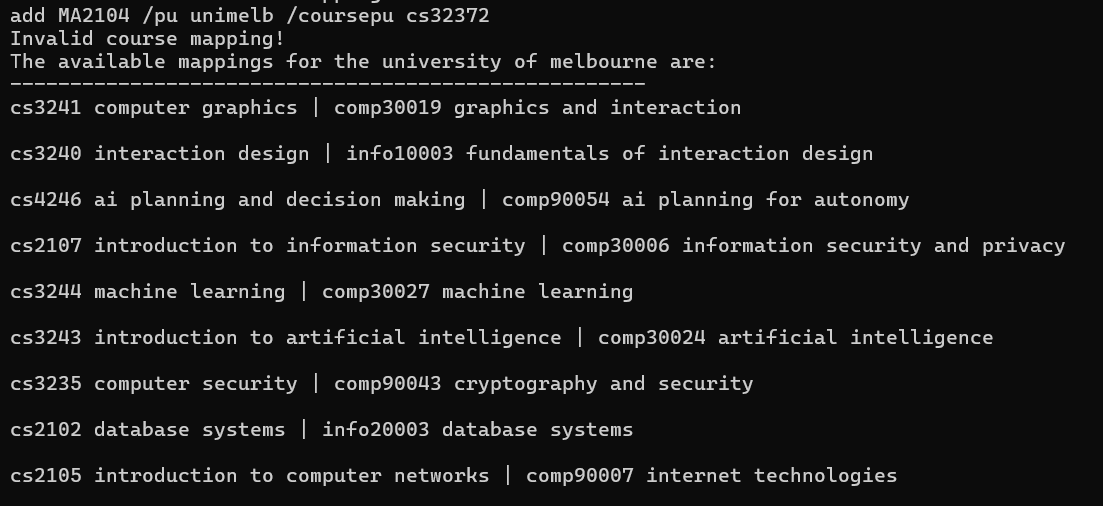 add MA2104 /pu unimelb /coursepu cs32372
Invalid course mapping!
The available mappings for the university of melbourne are:
-----------------------------------------------------
cs3241 computer graphics | comp30019 graphics and interaction
cs3240 interaction design | info10003 fundamentals of interaction design
cs4246 ai planning and decision making | comp90054 ai planning for autonomy
cs2107 introduction to information security | comp30006 information security and privacy
cs3244 machine learning | comp30027 machine learning
cs3243 introduction to artificial intelligence | comp30024 artificial intelligence
cs3235 computer security | comp90043 cryptography and security
cs2102 database systems | info20003 database systems
cs2105 introduction to computer networks | comp90007 internet technologies